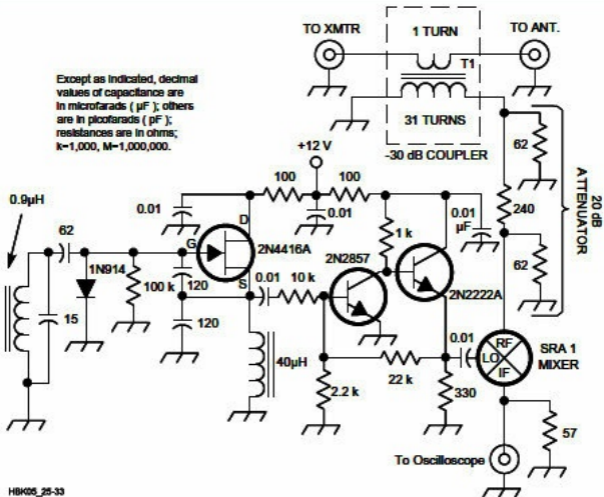 TO XMTR
1 TURN
TO ANT.
T1
31 TURNS
-30 dB COUPLER
Except as indicated, decimal
values of capacitance are
in microfarads ( µF ); others
are in picofarads ( pF );
resistances are in ohms;
k=1,000, M=1,000,000.
+12 V
62
20 dB
ATTENUATOR
240
62
0.9µH
0.01
100
100
0.01
D
G
S
2N4416A
62
1N914
15
100 k
120
120
0.01
10 k
2N2857
1 k
0.01
µF
2N2222A
40µH
2.2 k
22 k
330
0.01
RF
LO
IF
SRA 1
MIXER
57
To Oscilloscope
HBK05_25-33